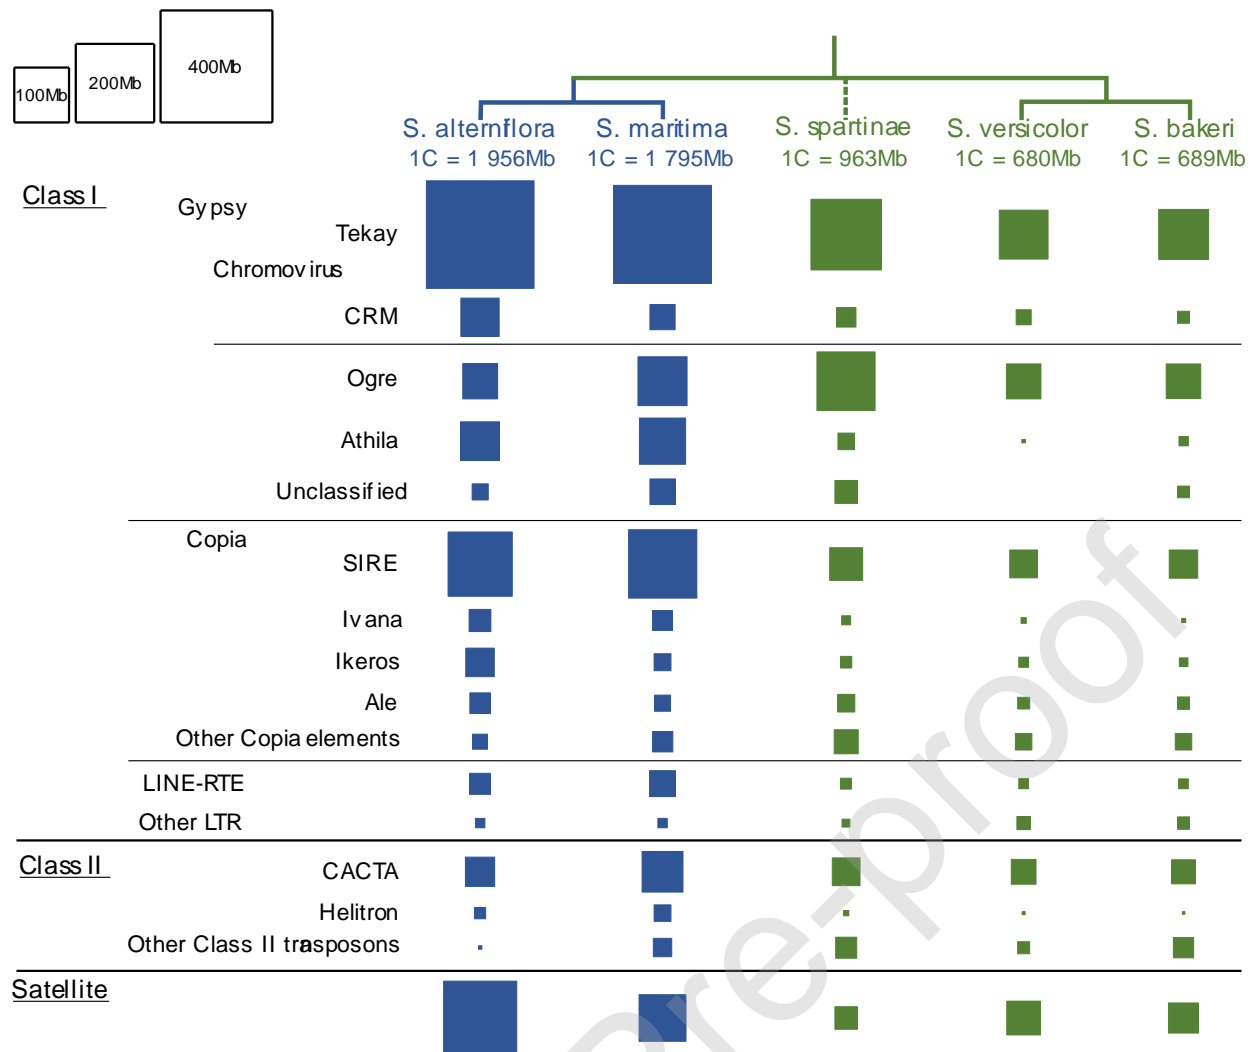 100Mb 200Mb 400Mb
S. alterniflora S. maritima S. spartinae S. versicolor S. bakeri
1C = 1 956Mb 1C = 1 795Mb 1C = 963Mb 1C = 680Mb 1C = 689Mb
Class I
Gypsy
Tekay
Chromovirus
CRM
Ogre
Athila
Unclassified
Copia
SIRE
Ivana
Ikeros
Ale
Other Copia elements
LINE-RTE
Other LTR
Class II
CACTA
Helitron
Other Class II trasposons
Satellite
Pre-proof